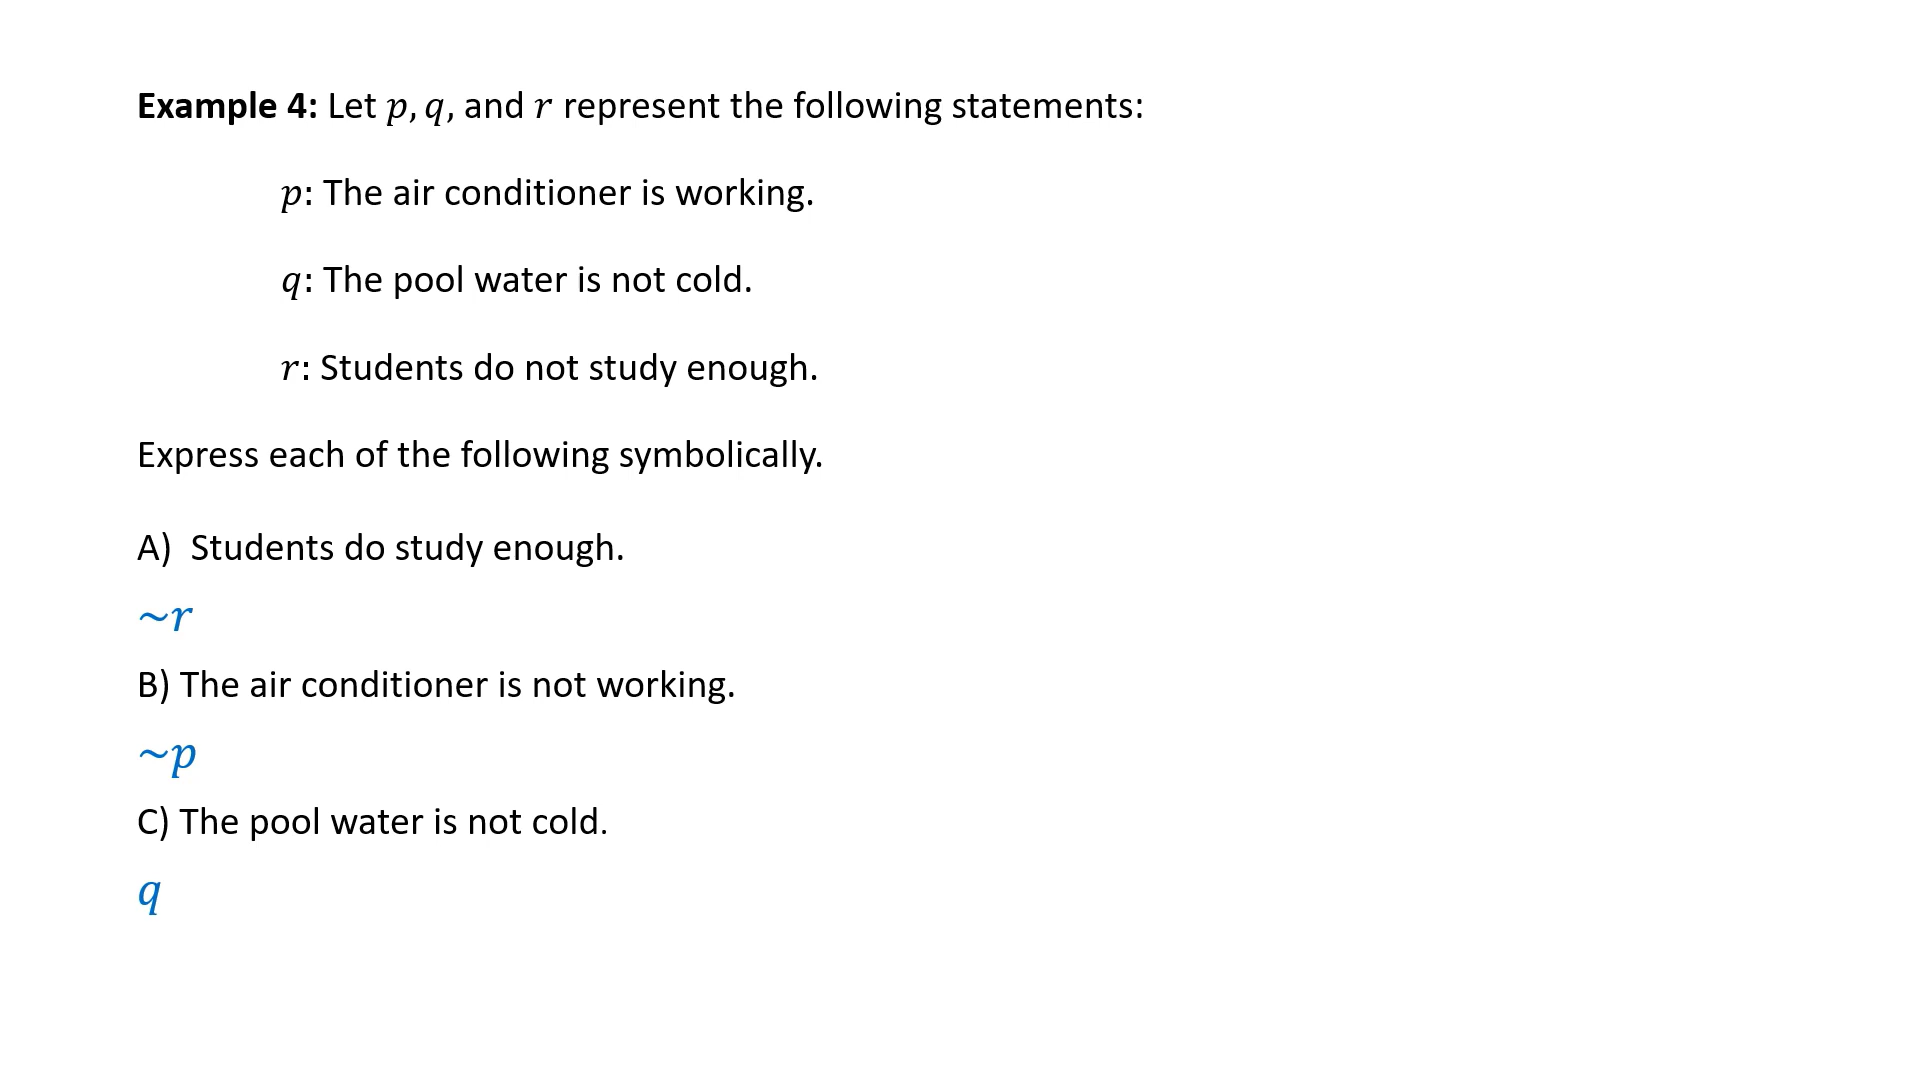 Example 4: Let p, q, and r represent the following statements:
p: The air conditioner is working.
q: The pool water is not cold.
r: Students do not study enough.
Express each of the following symbolically.
A) Students do study enough.
~r
B) The air conditioner is not working.
~p
C) The pool water is not cold.
q